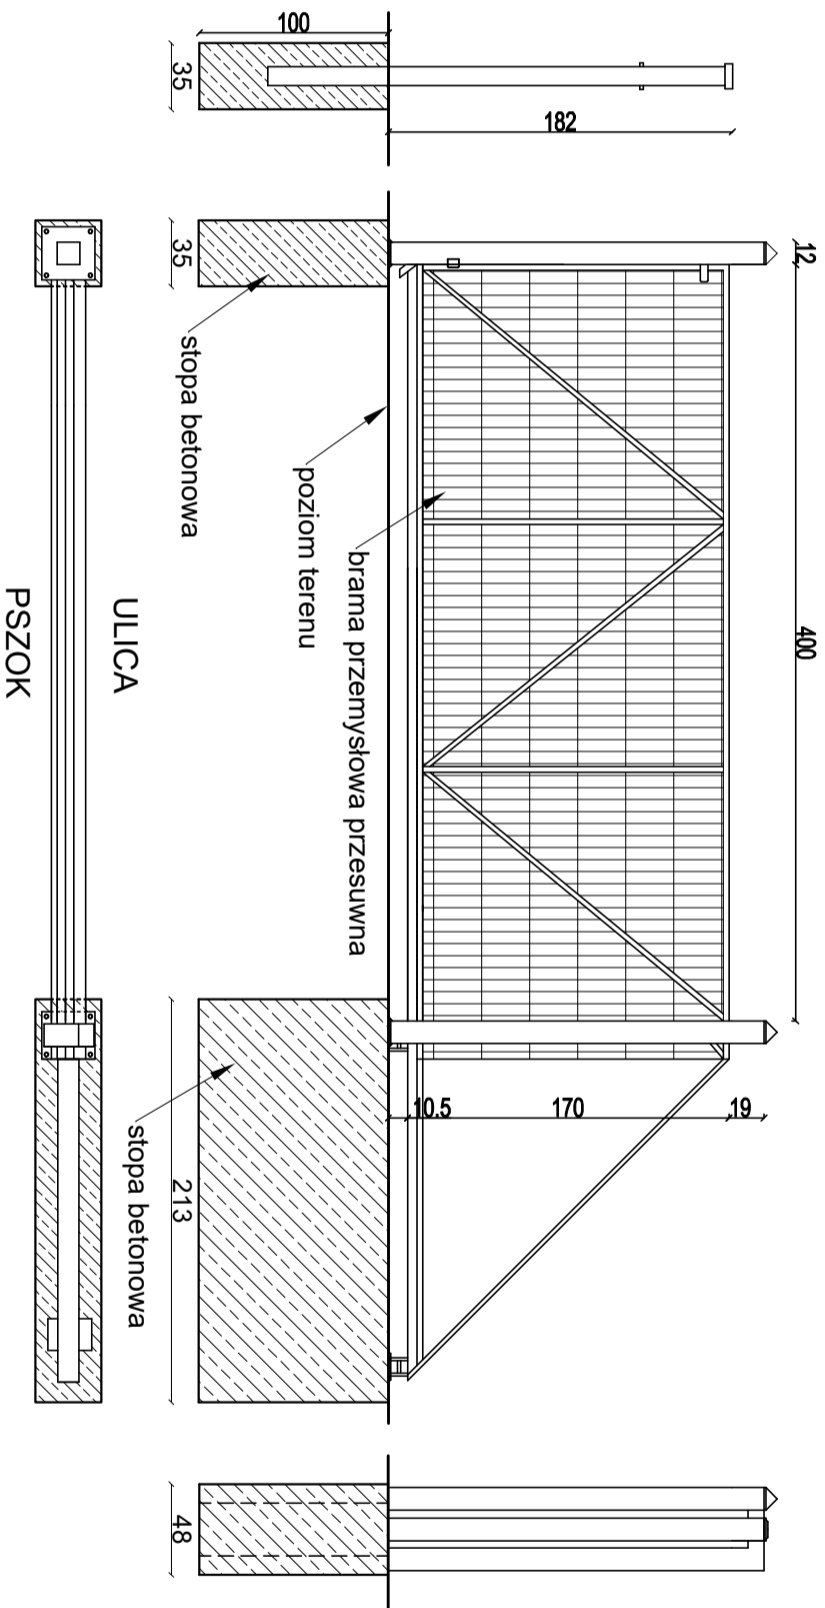 100
35
182
12
400
35
stopa betonowa
poziom terenu
brama przemysłowa przesuwna
10.5
170
19
213
stopa betonowa
ULICA
PSZOK
48